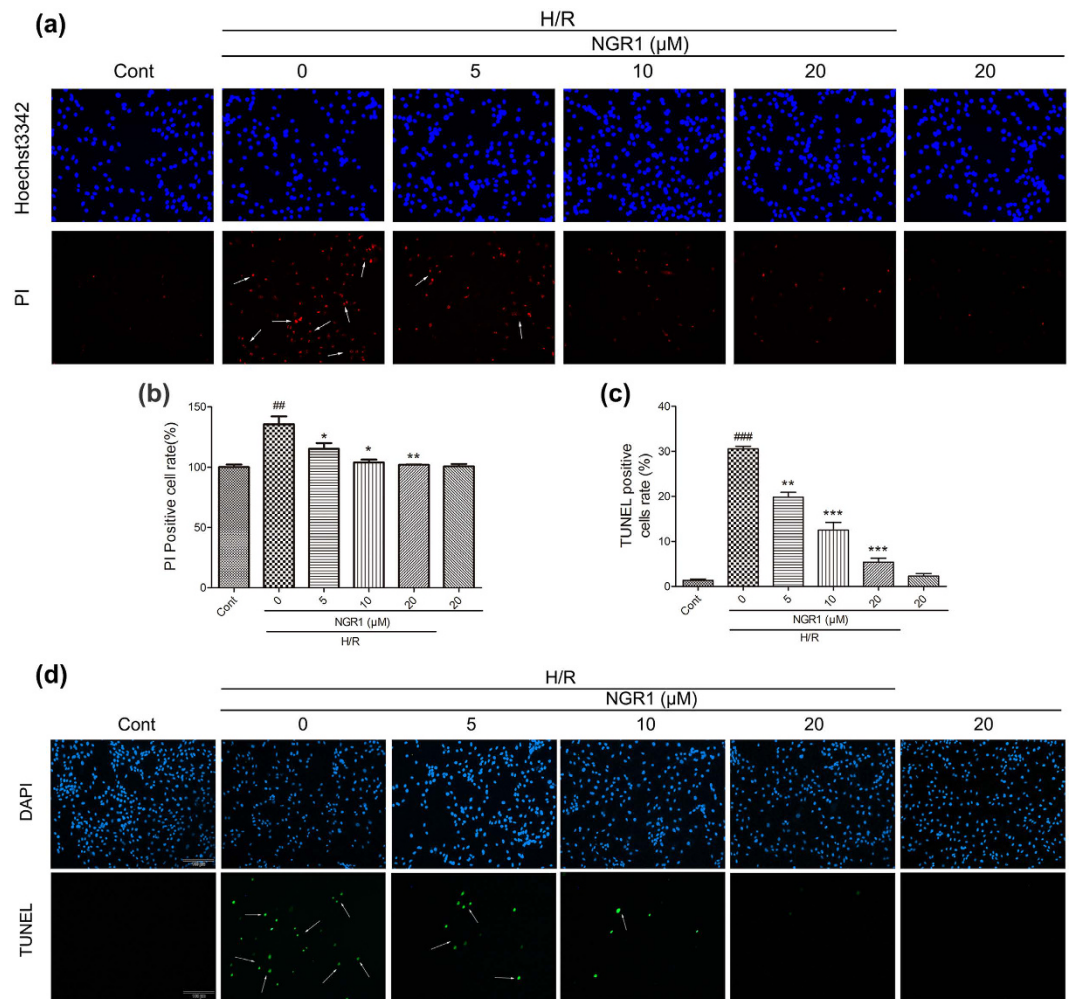 (a)
H/R
NGR1 (µM)
Cont 0 5 10 20 20
Hoechst3342
PI
(b)
PI Positive cell rate(%)
150
100
50
0
##
*
*
**
Cont 0 5 10 20 20
NGR1 (µM)
H/R
(c)
TUNEL positive
cells rate (%)
40
30
20
10
0
###
**
***
***
Cont 0 5 10 20 20
NGR1 (µM)
H/R
(d)
H/R
NGR1 (µM)
Cont 0 5 10 20 20
DAPI
TUNEL